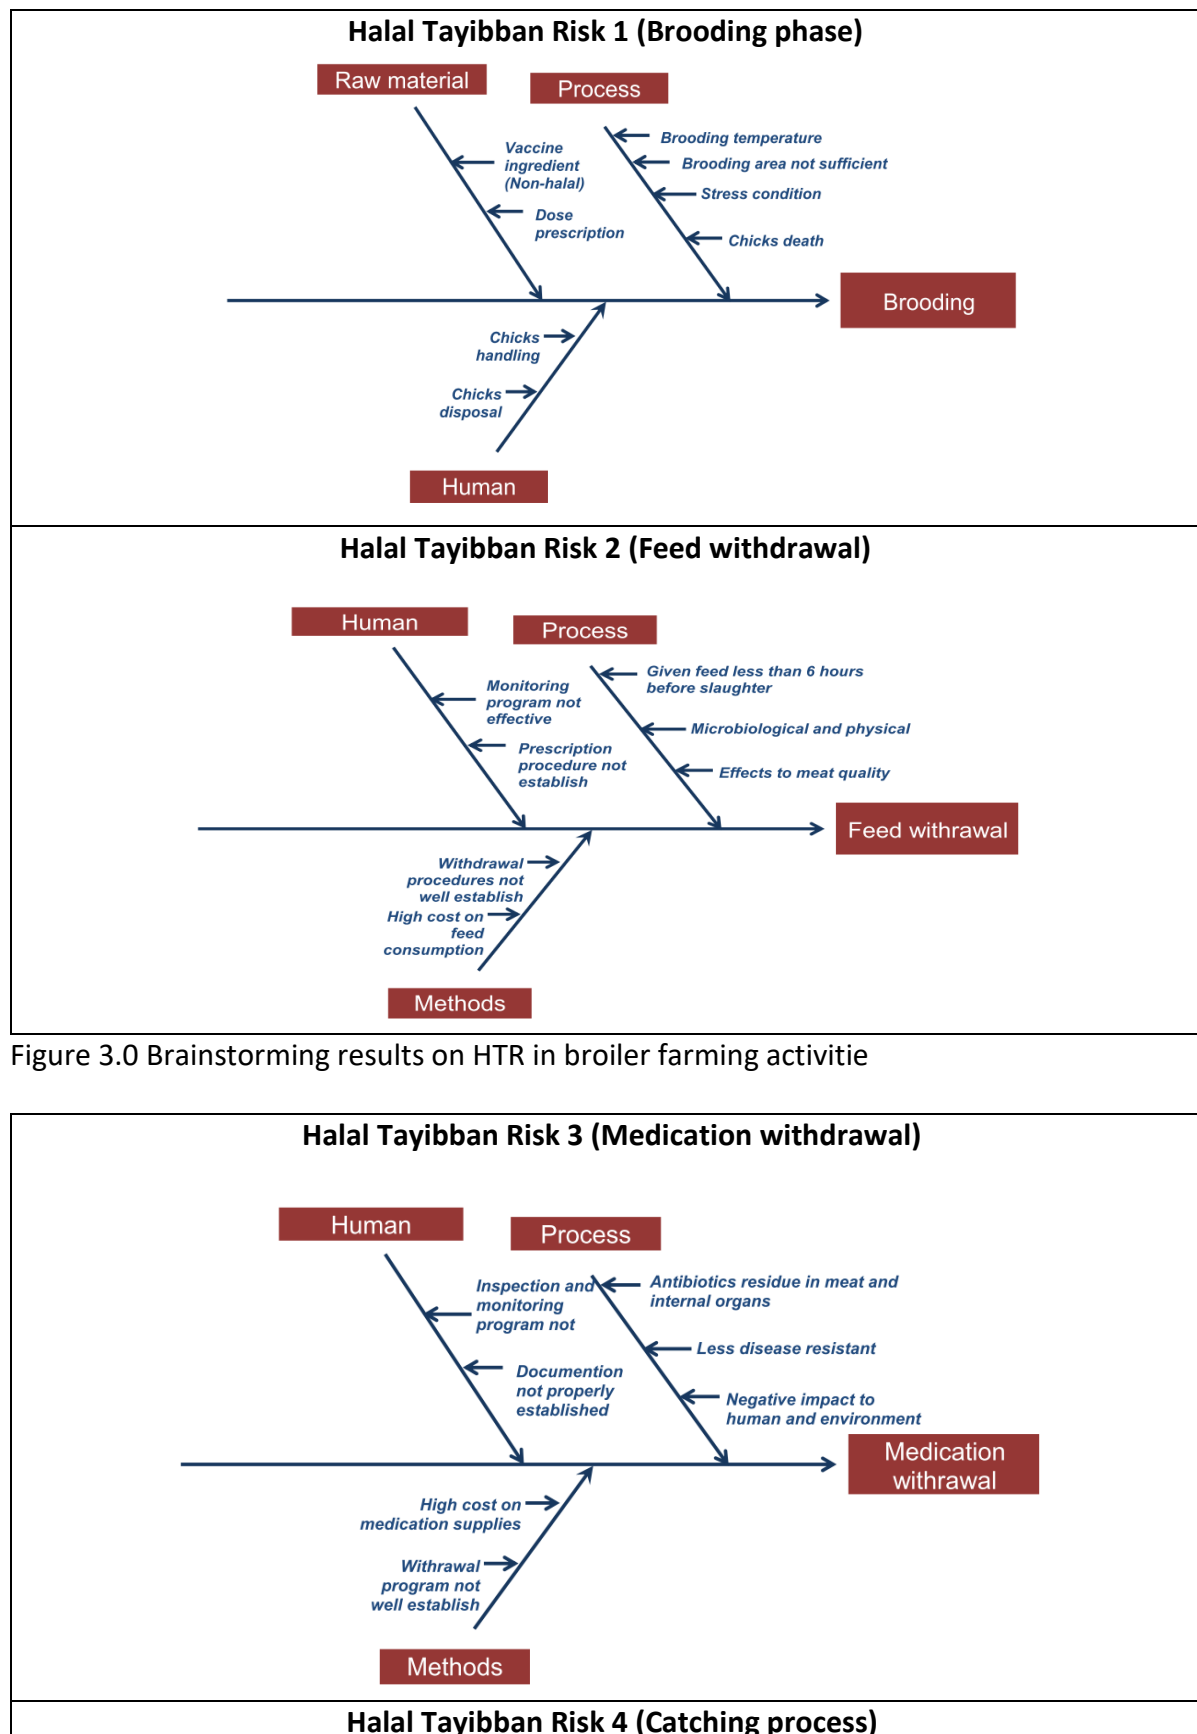 Halal Tayibban Risk 1 (Brooding phase)
Raw material
Process
Vaccine
ingredient
(Non-halal)
Dose
prescription
Brooding temperature
Brooding area not sufficient
Stress condition
Chicks death
Brooding
Chicks
handling
Chicks
disposal
Human
Halal Tayibban Risk 2 (Feed withdrawal)
Human
Process
Monitoring
program not
effective
Prescription
procedure not
establish
Given feed less than 6 hours
before slaughter
Microbiological and physical
Effects to meat quality
Feed withrawal
Withdrawal
procedures not
well establish
High cost on
feed
consumption
Methods
Figure 3.0 Brainstorming results on HTR in broiler farming activitie
Halal Tayibban Risk 3 (Medication withdrawal)
Human
Process
Inspection and
monitoring
program not
Documention
not properly
established
Antibiotics residue in meat and
internal organs
Less disease resistant
Negative impact to
human and environment
Medication
withrawal
High cost on
medication supplies
Withrawal
program not
well establish
Methods
Halal Tayibban Risk 4 (Catching process)